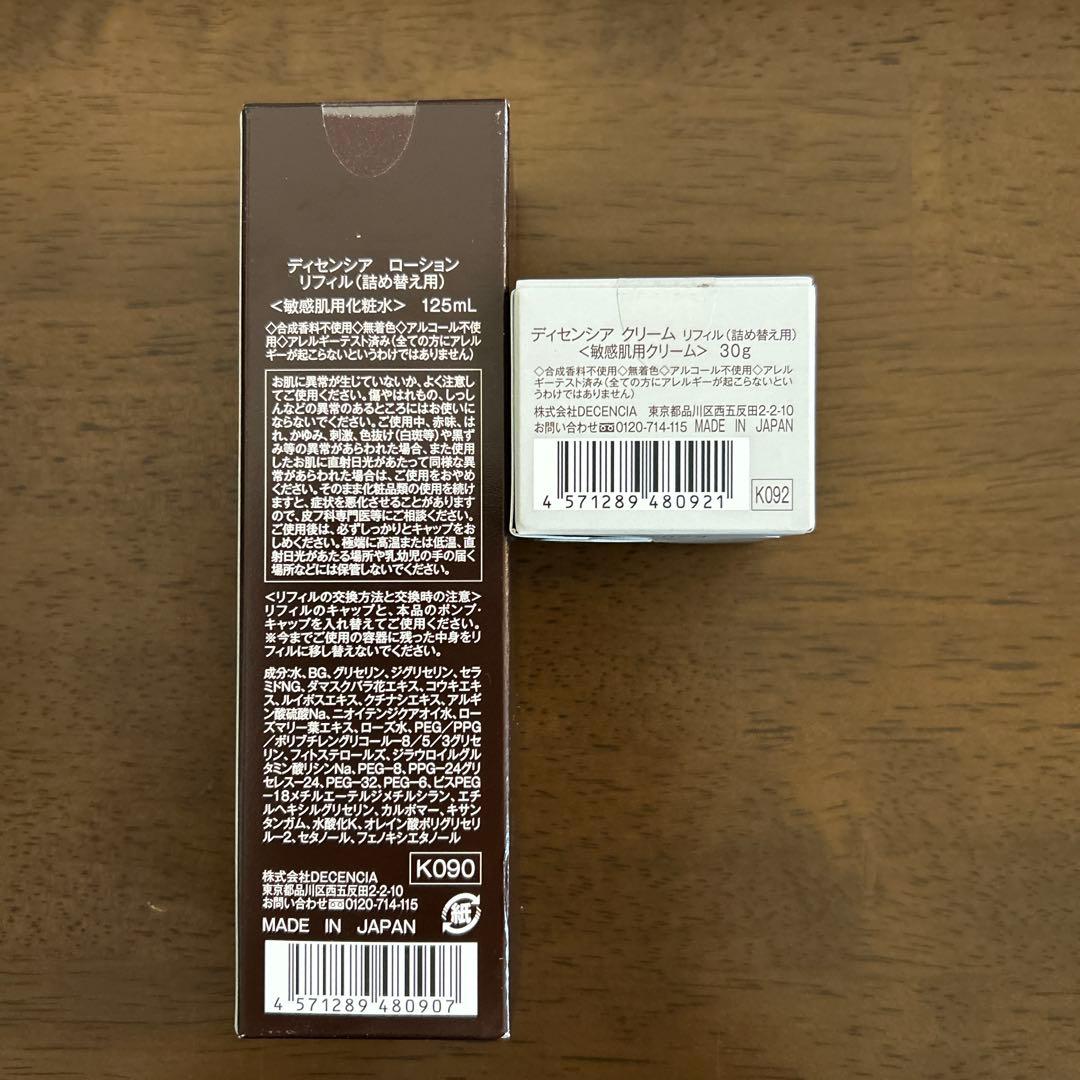 ディセンシア ローション
リフィル(詰め替え用)
<敏感肌用化粧水> 125mL
◇合成香料不使用◇無着色◇アルコール不使
用◇アレルギーテスト済み(全ての方にアレル
ギーが起こらないというわけではありません)
お肌に異常が生じていないか、よく注意し
てご使用ください。傷やはれもの、しっし
んなどの異常のあるところにはお使いに
ならないでください。ご使用中、赤味、は
れ、かゆみ、刺激、色抜け(白斑等)や黒ず
み等の異常があらわれた場合、また使用
したお肌に直射日光があたって同様な異
常があらわれた場合は、ご使用をおやめ
ください。そのまま化粧品類の使用を続け
ますと、症状を悪化させることがあります
ので、皮フ科専門医等にご相談ください。
ご使用後は、必ずしっかりとキャップをお
しめください。極端に高温または低温、直
射日光があたる場所や乳幼児の手の届く
場所などには保管しないでください。
<リフィルの交換方法と交換時の注意>
リフィルのキャップと、本品のポンプ・
キャップを入れ替えてご使用ください。
※今までご使用の容器に残った中身をリ
フィルに移し替えないでください。
成分:水、BG、グリセリン、ジグリセリン、セラ
ミドNG、ダマスクバラ花エキス、コウキエキ
ス、ルイボスエキス、クチナシエキス、アルギ
ン酸硫酸Na、ニオイテンジクアオイ水、ロー
ズマリー葉エキス、ローズ水、PEG/PPG
/ポリブチレングリコール-8/5/3グリセ
リン、フィトステロールズ、ジラウロイルグル
タミン酸リシンNa、PEG-8、PPG-24グリ
セレス-24、PEG-32、PEG-6、ビスPEG
-18メチルエーテルジメチルシラン、エチ
ルヘキシルグリセリン、カルボマー、キサン
タンガム、水酸化K、オレイン酸ポリグリセリ
ル-2、セタノール、フェノキシエタノール
K090
株式会社DECENCIA
東京都品川区西五反田2-2-10
お問い合わせ 0120-714-115
紙
MADE IN JAPAN
4 571289 480907
ディセンシア クリーム リフィル(詰め替え用)
<敏感肌用クリーム> 30g
◇合成香料不使用◇無着色◇アルコール不使用◇アレル
ギーテスト済み(全ての方にアレルギーが起こらないとい
うわけではありません)
株式会社DECENCIA 東京都品川区西五反田2-2-10
お問い合わせ 0120-714-115 MADE IN JAPAN
4 571289 480921
K092